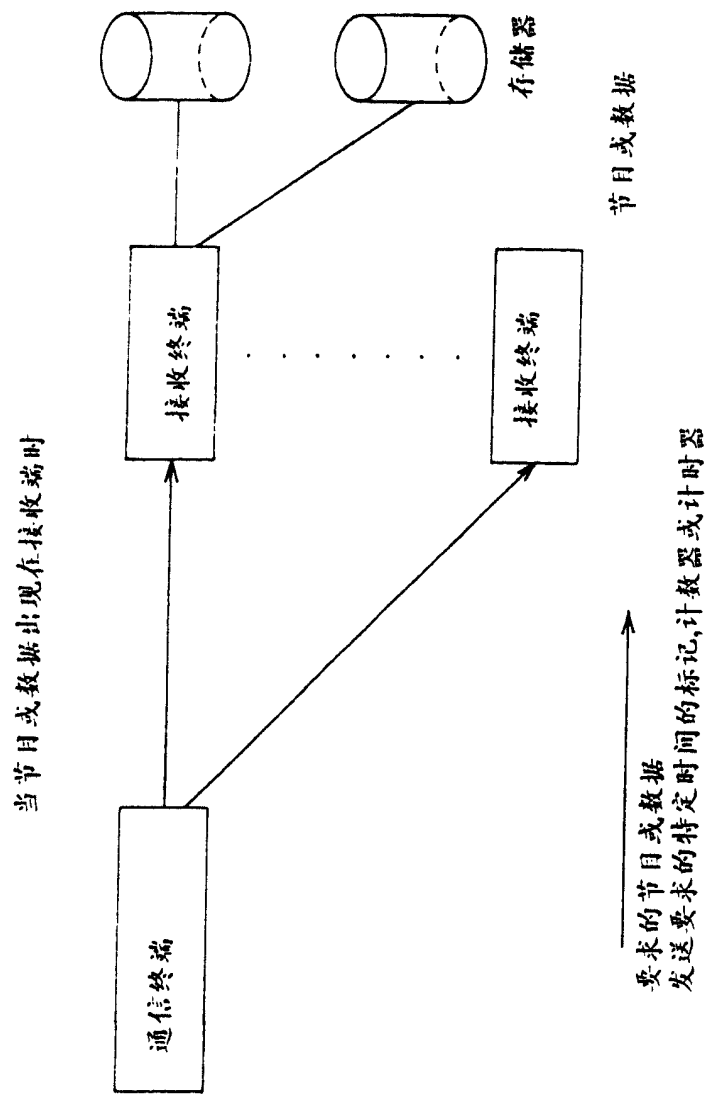 当节目或数据出现在接收端时
通信终端
接收终端
接收终端
存储器
节目或数据
要求的节目或数据
发送要求的特定时间的标记,计数器或计时器